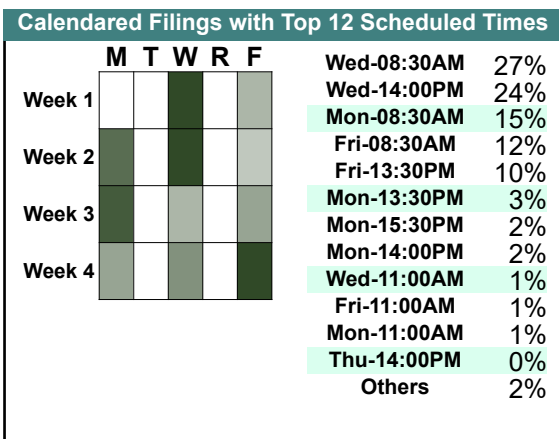 Calendared Filings with Top 12 Scheduled Times
M T W R F
Week 1
Week 2
Week 3
Week 4
Wed-08:30AM 27%
Wed-14:00PM 24%
Mon-08:30AM 15%
Fri-08:30AM 12%
Fri-13:30PM 10%
Mon-13:30PM 3%
Mon-15:30PM 2%
Mon-14:00PM 2%
Wed-11:00AM 1%
Fri-11:00AM 1%
Mon-11:00AM 1%
Thu-14:00PM 0%
Others 2%